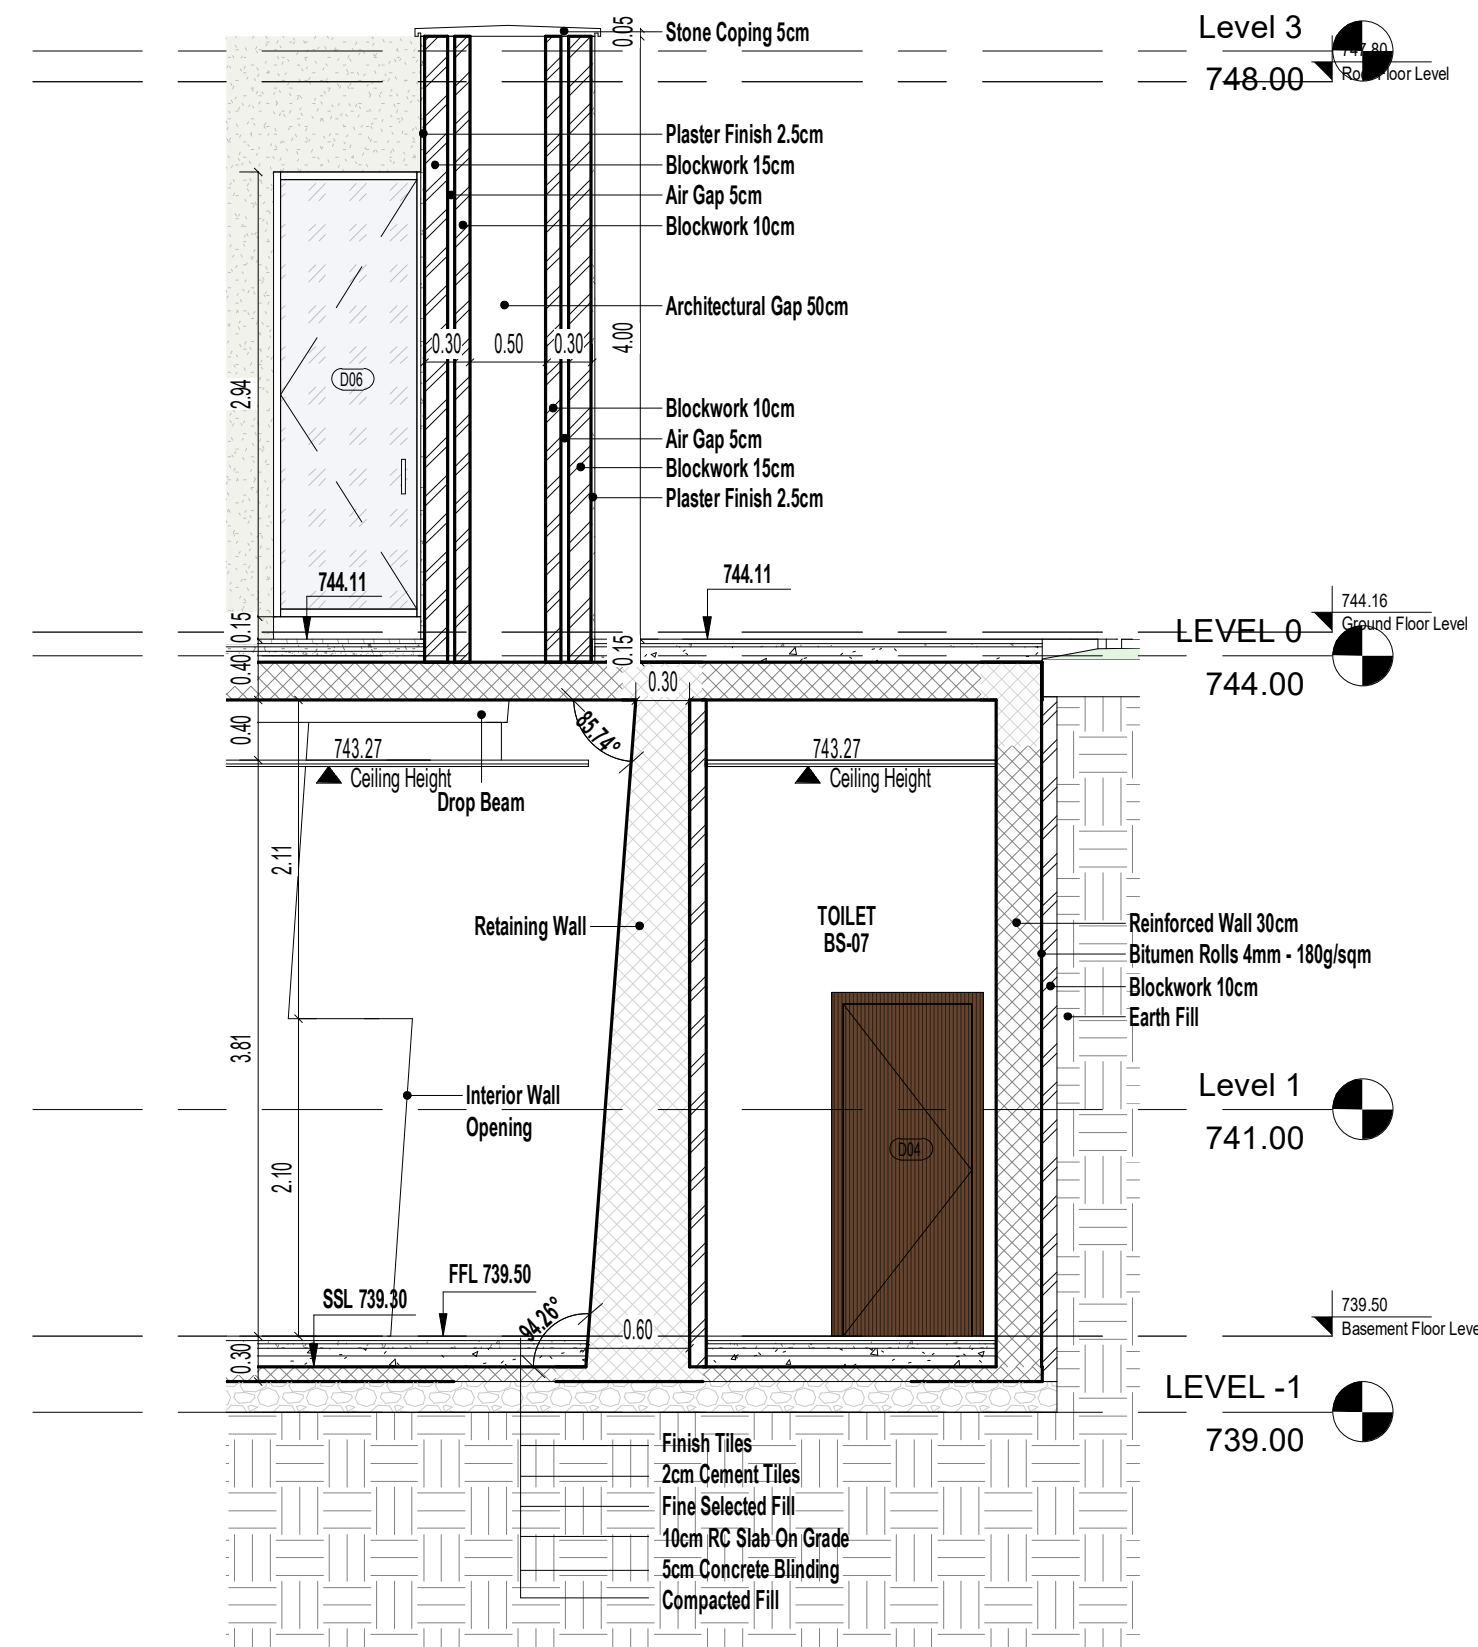 Level 3
748.00
747.80
Roof Floor Level
0.05
Stone Coping 5cm
Plaster Finish 2.5cm
Blockwork 15cm
Air Gap 5cm
Blockwork 10cm
Architectural Gap 50cm
0.30
0.50
0.30
4.00
2.94
D06
Blockwork 10cm
Air Gap 5cm
Blockwork 15cm
Plaster Finish 2.5cm
744.11
744.11
0.15
0.15
744.16
Ground Floor Level
LEVEL 0
744.00
0.40
0.30
0.40
85.74°
743.27
Ceiling Height
743.27
Ceiling Height
Drop Beam
2.11
Retaining Wall
TOILET
BS-07
Reinforced Wall 30cm
Bitumen Rolls 4mm - 180g/sqm
Blockwork 10cm
Earth Fill
3.81
Interior Wall
Opening
Level 1
741.00
D04
2.10
FFL 739.50
SSL 739.30
94.26°
0.60
0.30
739.50
Basement Floor Leve
LEVEL -1
739.00
Finish Tiles
2cm Cement Tiles
Fine Selected Fill
10cm RC Slab On Grade
5cm Concrete Blinding
Compacted Fill